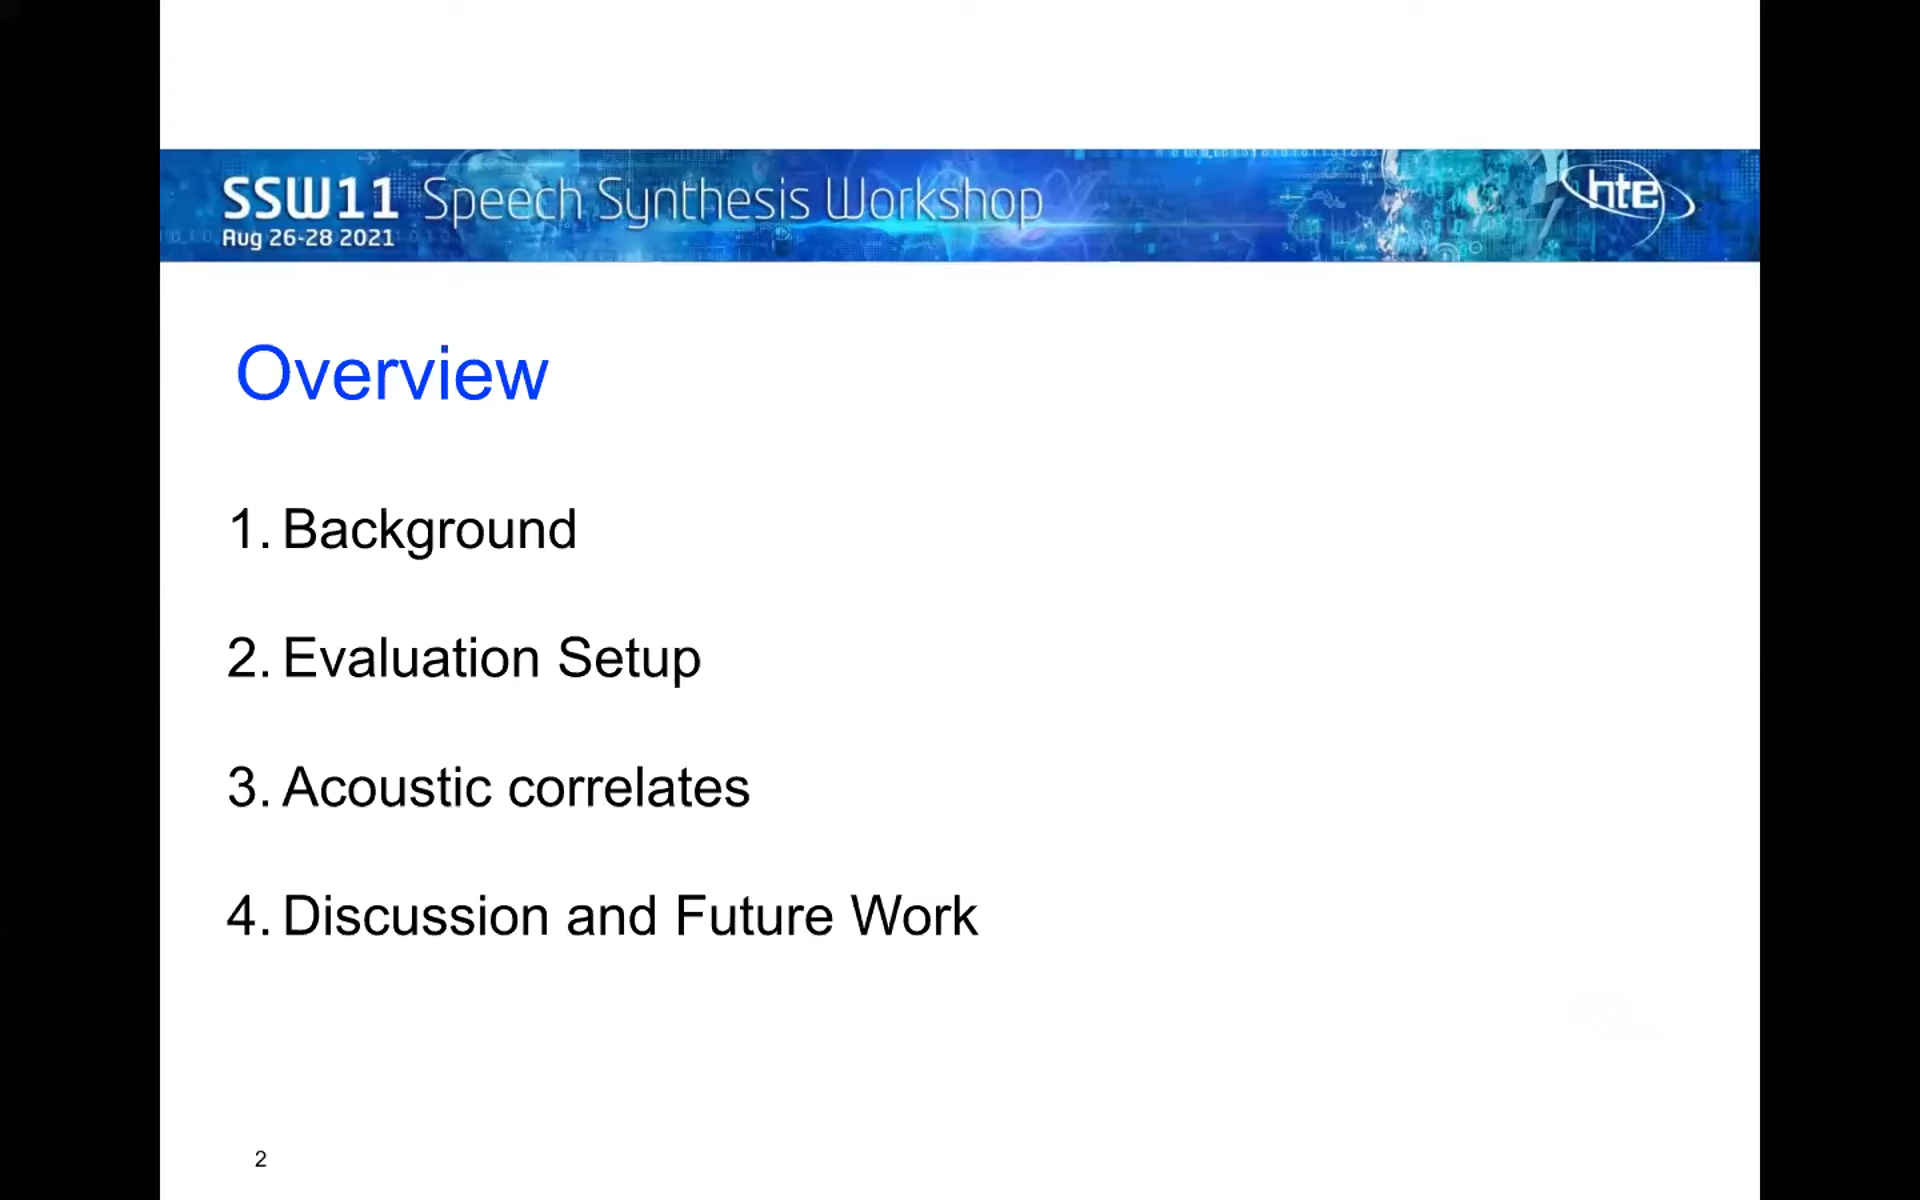 SSW11 Speech Synthesis Workshop
hte
Aug 26-28 2021
Overview
1. Background
2. Evaluation Setup
3. Acoustic correlates
4. Discussion and Future Work
2